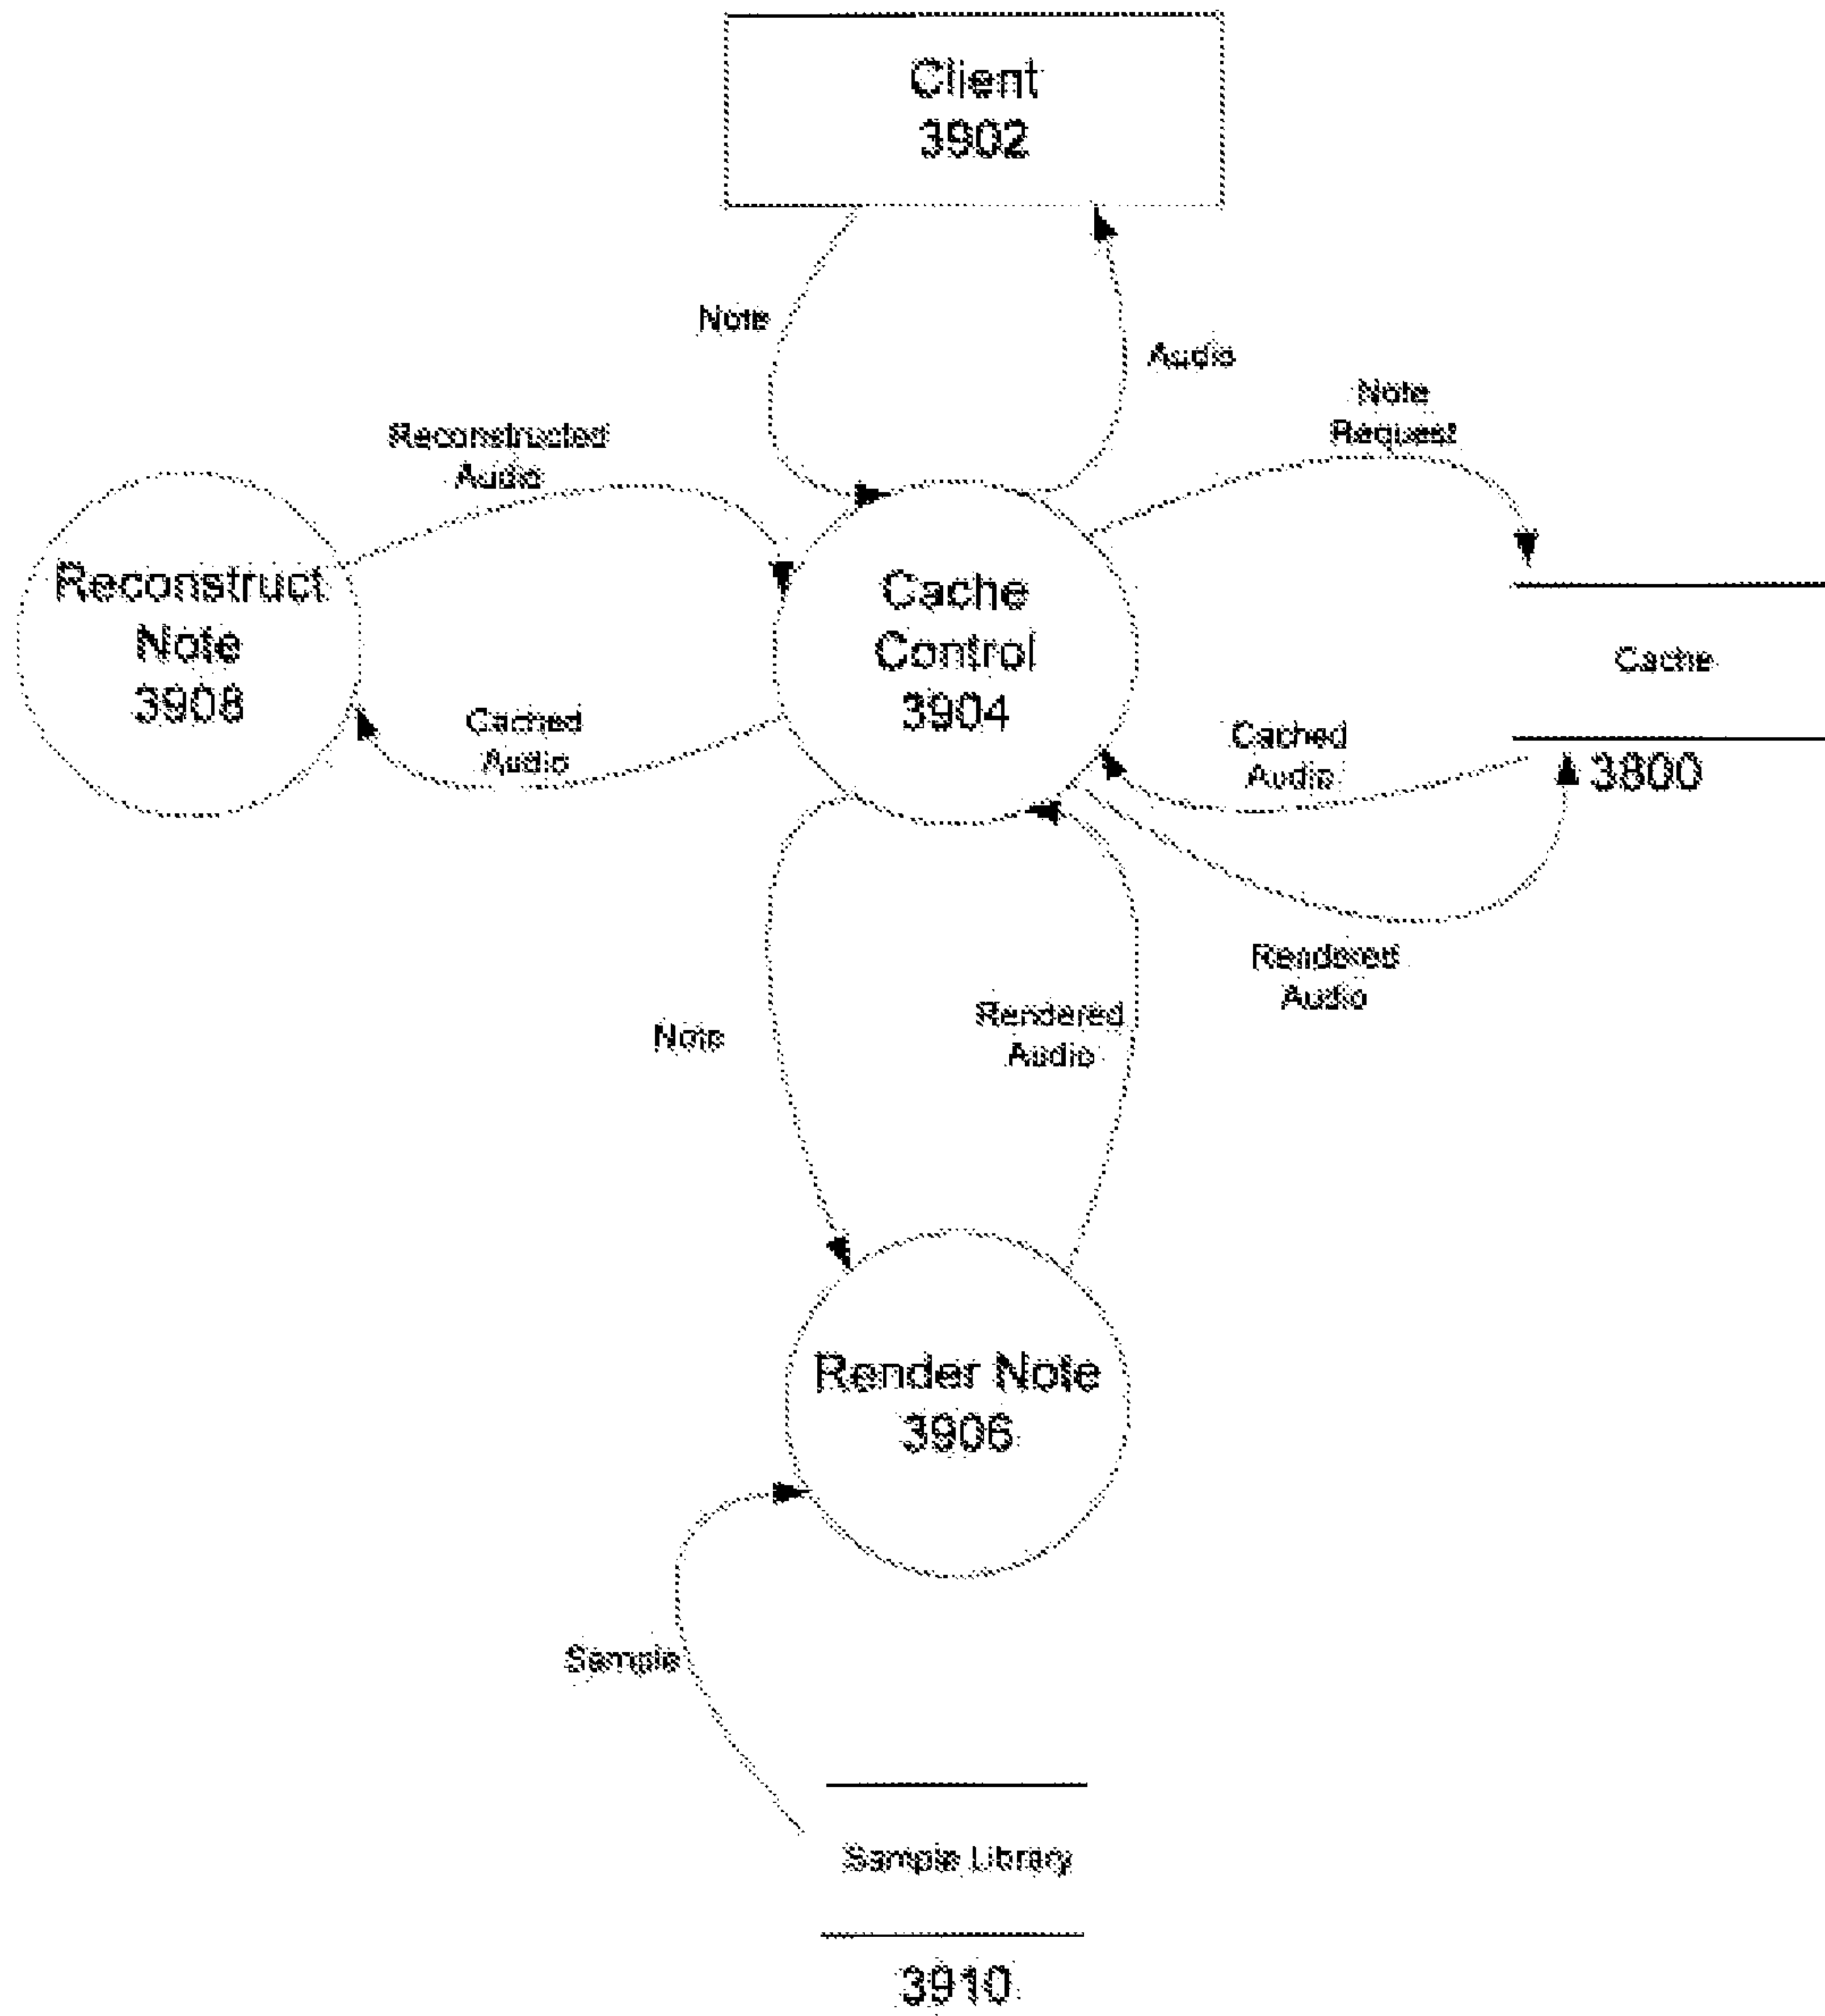 Client
3902
Note
Audio
Note
Request
Reconstructed
Audio
Reconstruct
Note
3908
Cache
Control
3904
Cache
3800
Cached
Audio
Cached
Audio
Rendered
Audio
Note
Rendered
Audio
Render Note
3906
Sample
Sample Library
3910